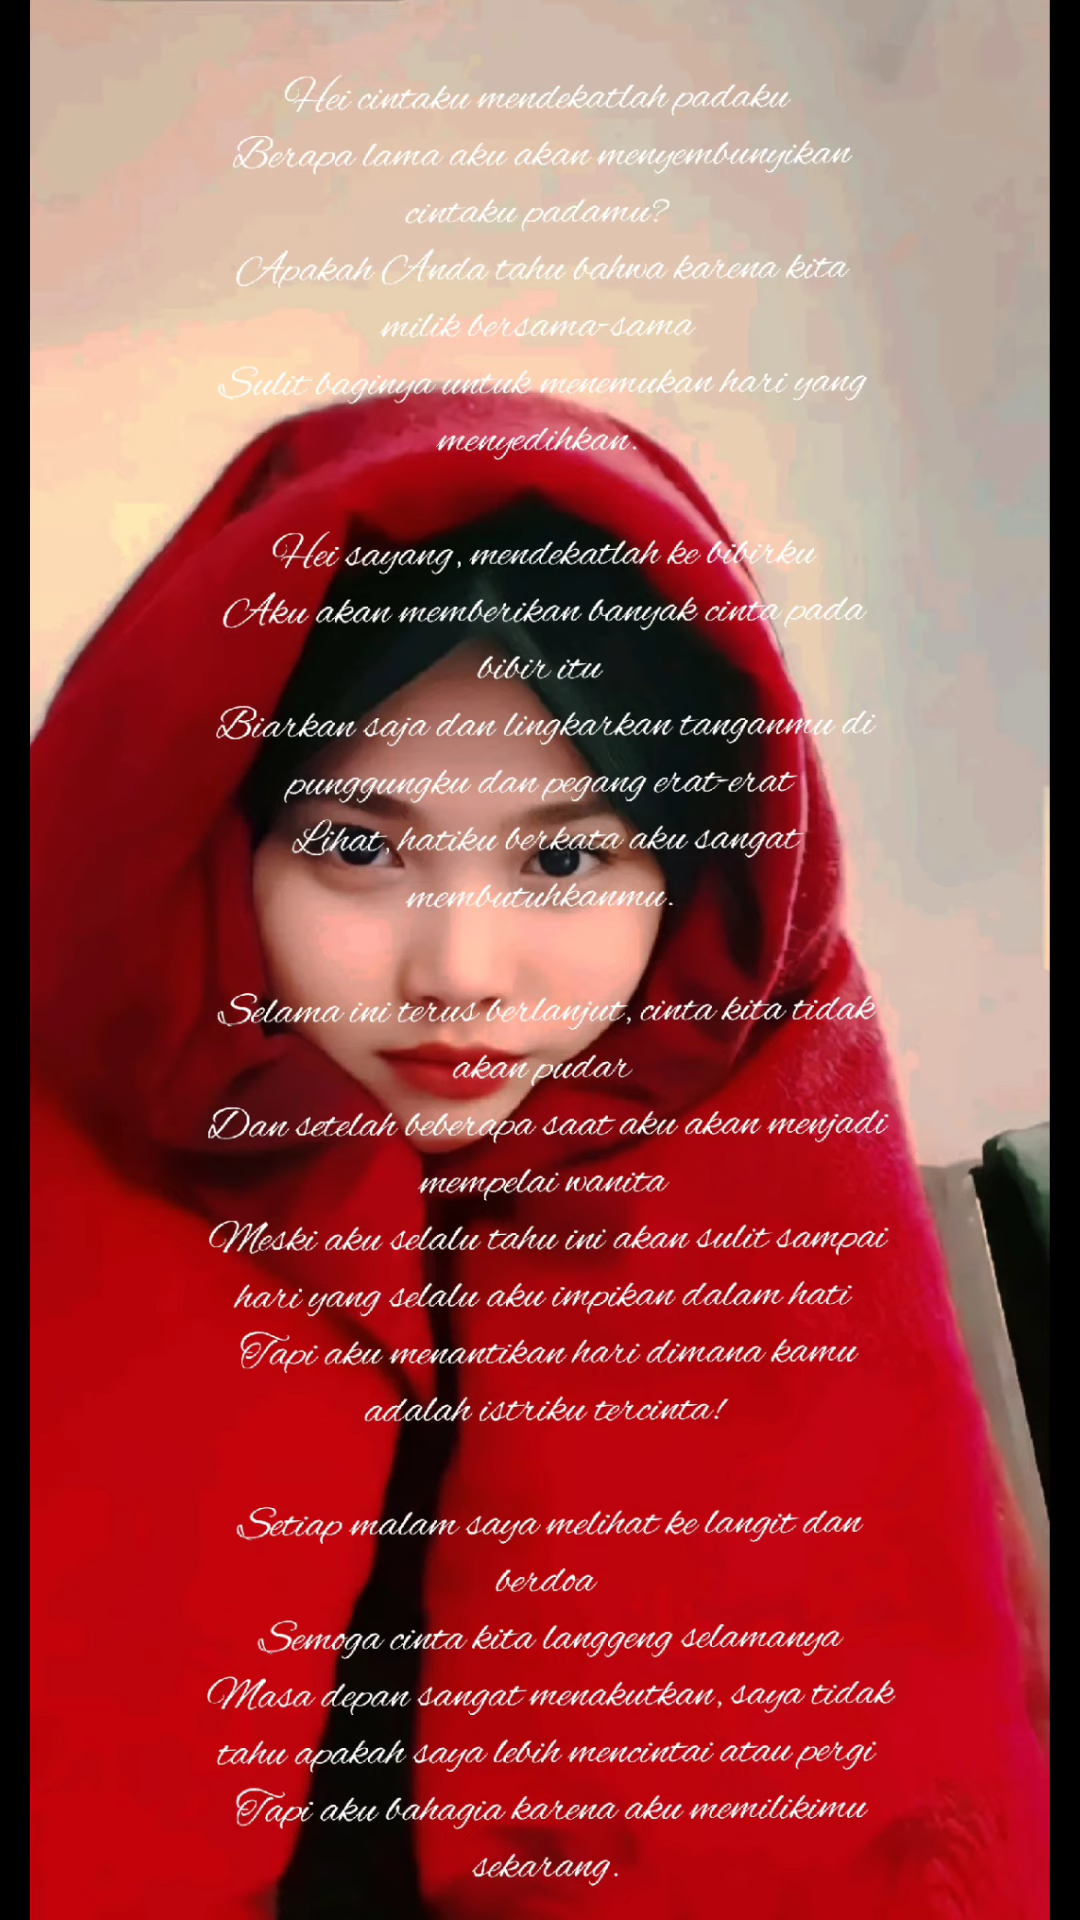 Hei cintaku mendekatlah padaku
Berapa lama aku akan menyembunyikan
cintaku padamu?
Apakah Anda tahu bahwa karena kita
milik bersama-sama
Sulit baginya untuk menemukan hari yang
menyedihkan.
Hei sayang, mendekatlah ke bibirku
Aku akan memberikan banyak cinta pada
bibir itu
Biarkan saja dan lingkarkan tanganmu di
punggungku dan pegang erat-erat
Lihat, hatiku berkata aku sangat
membutuhkanmu.
Selama ini terus berlanjut, cinta kita tidak
akan pudar
Dan setelah beberapa saat aku akan menjadi
mempelai wanita
Meski aku selalu tahu ini akan sulit sampai
hari yang selalu aku impikan dalam hati
Tapi aku menantikan hari dimana kamu
adalah istriku tercinta!
Setiap malam saya melihat ke langit dan
berdoa
Semoga cinta kita langgeng selamanya
Masa depan sangat menakutkan, saya tidak
tahu apakah saya lebih mencintai atau pergi
Tapi aku bahagia karena aku memilikimu
sekarang.